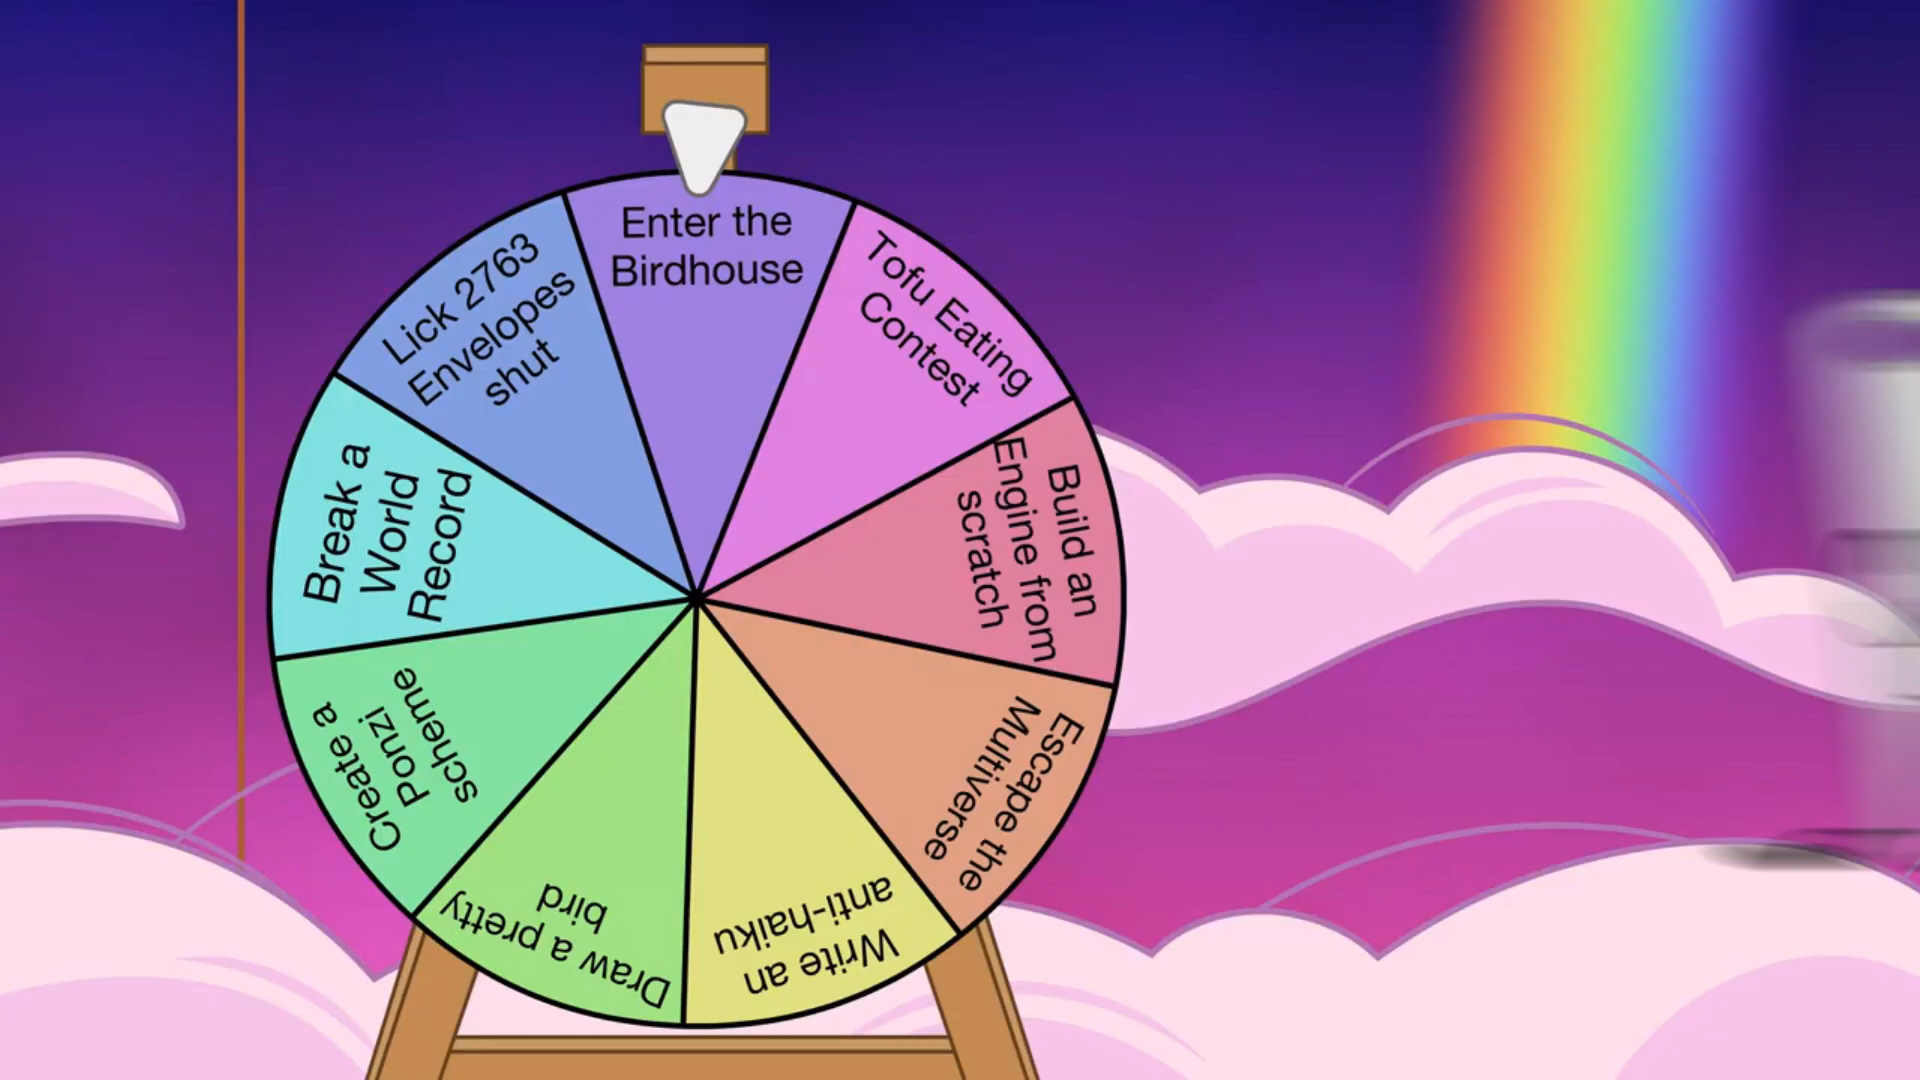 Enter the
Birdhouse
Tofu Eating
Contest
Build an
Engine from
scratch
Escape the
Multiverse
Write an
anti-haiku
Draw a pretty
bird
Create a
Ponzi
scheme
Break a
World
Record
Lick 2763
Envelopes
shut